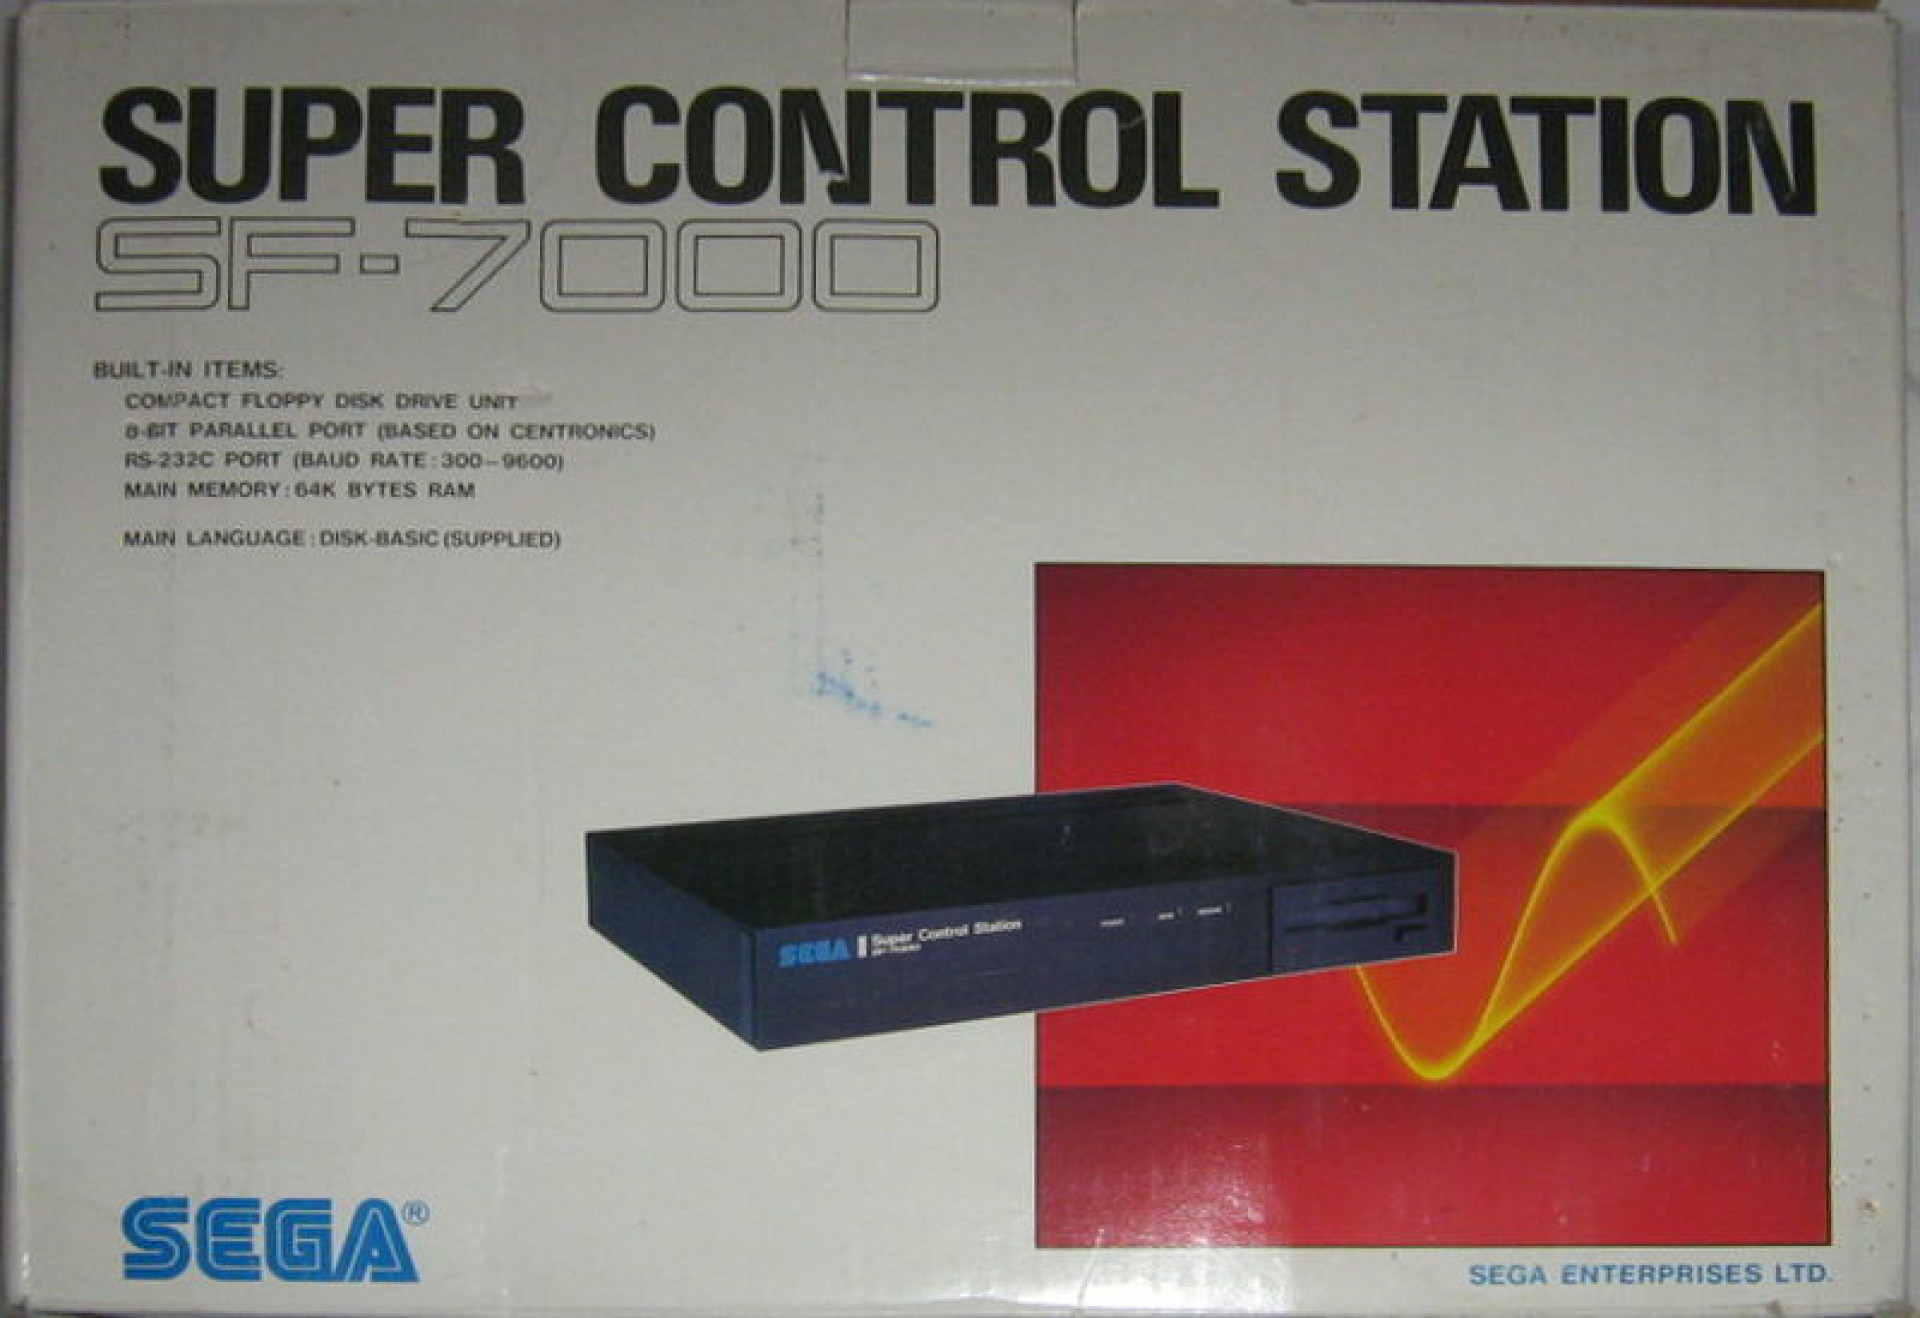 SUPER CONTROL STATION
SF-7000
BUILT-IN ITEMS:
COMPACT FLOPPY DISK DRIVE UNIT
8-BIT PARALLEL PORT (BASED ON CENTRONICS)
RS-232C PORT (BAUD RATE : 300–9600)
MAIN MEMORY : 64K BYTES RAM
MAIN LANGUAGE : DISK-BASIC (SUPPLIED)
SEGA Super Control Station
SF-7000
SEGA®
SEGA ENTERPRISES LTD.